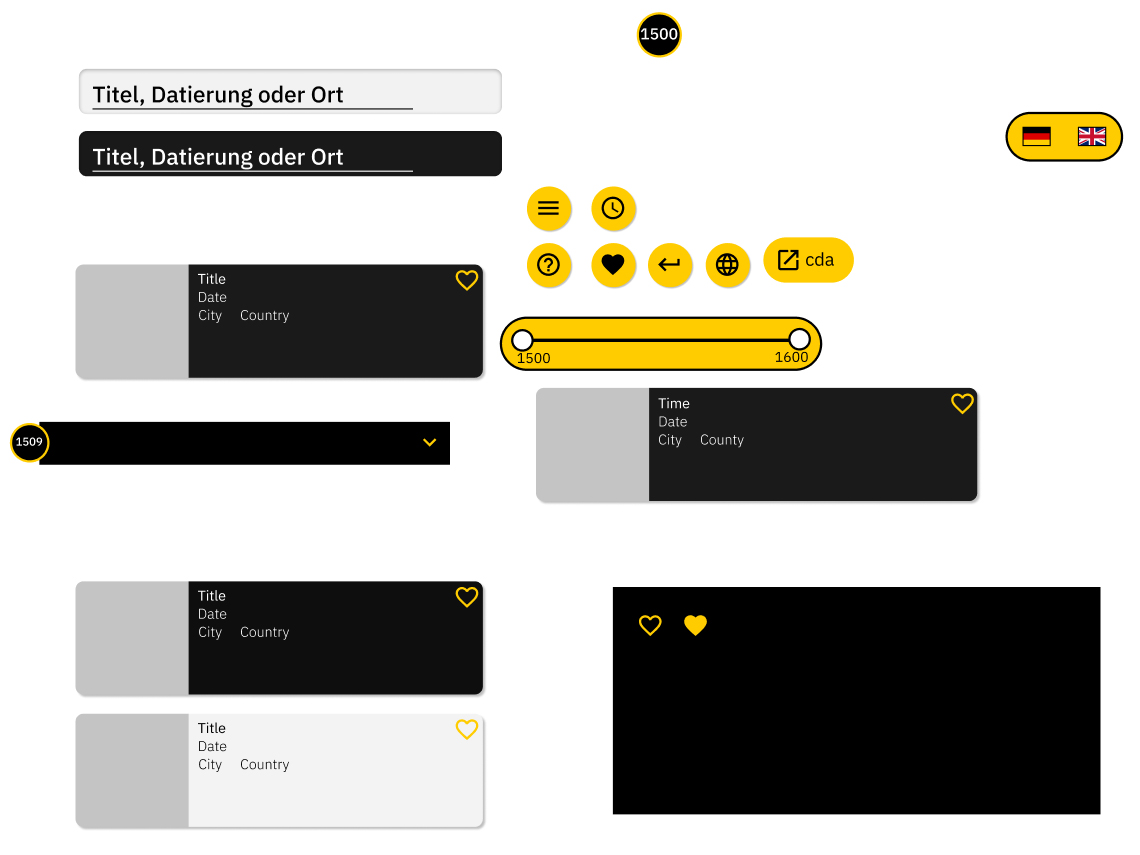 1500
Titel, Datierung oder Ort
Titel, Datierung oder Ort
cda
Title
Date
City Country
1500 1600
Time
Date
City County
1509
Title
Date
City Country
Title
Date
City Country